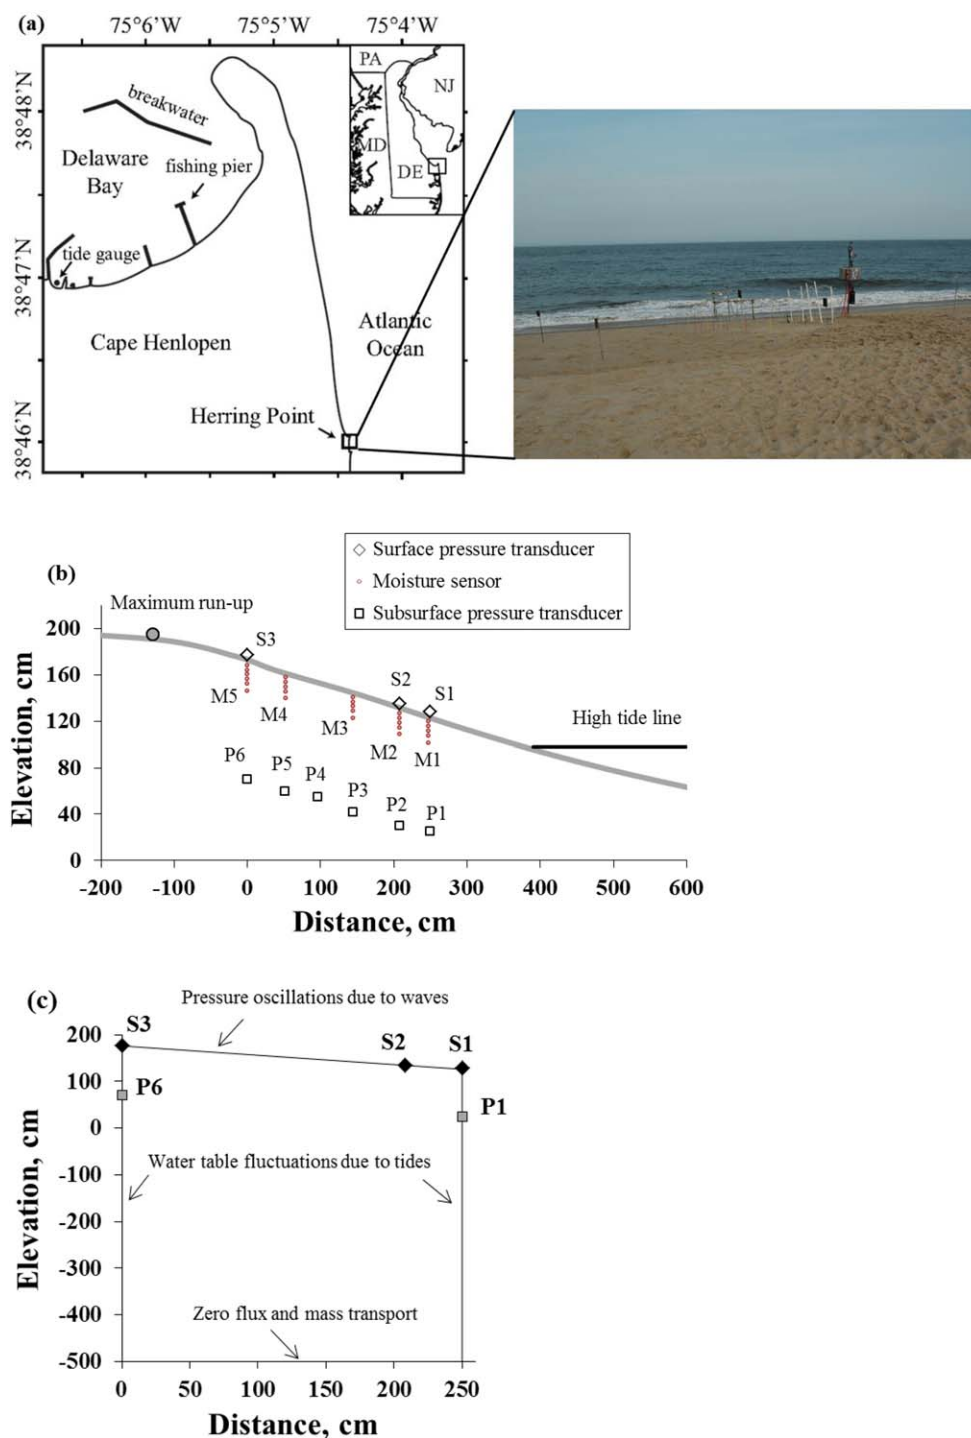 (a)
75°6’W 75°5’W 75°4’W
38°48’N
38°47’N
38°46’N
breakwater
Delaware
Bay
fishing pier
tide gauge
Cape Henlopen
Atlantic
Ocean
Herring Point
PA
NJ
MD
DE
◇ Surface pressure transducer
○ Moisture sensor
□ Subsurface pressure transducer
(b)
Maximum run-up
S3
S2
S1
M5
M4
M3
M2
M1
High tide line
P6
P5
P4
P3
P2
P1
Elevation, cm
200
160
120
80
40
0
-200 -100 0 100 200 300 400 500 600
Distance, cm
(c)
Pressure oscillations due to waves
S3
S2
S1
P6
P1
Water table fluctuations due to tides
Zero flux and mass transport
Elevation, cm
200
100
0
-100
-200
-300
-400
-500
0 50 100 150 200 250
Distance, cm